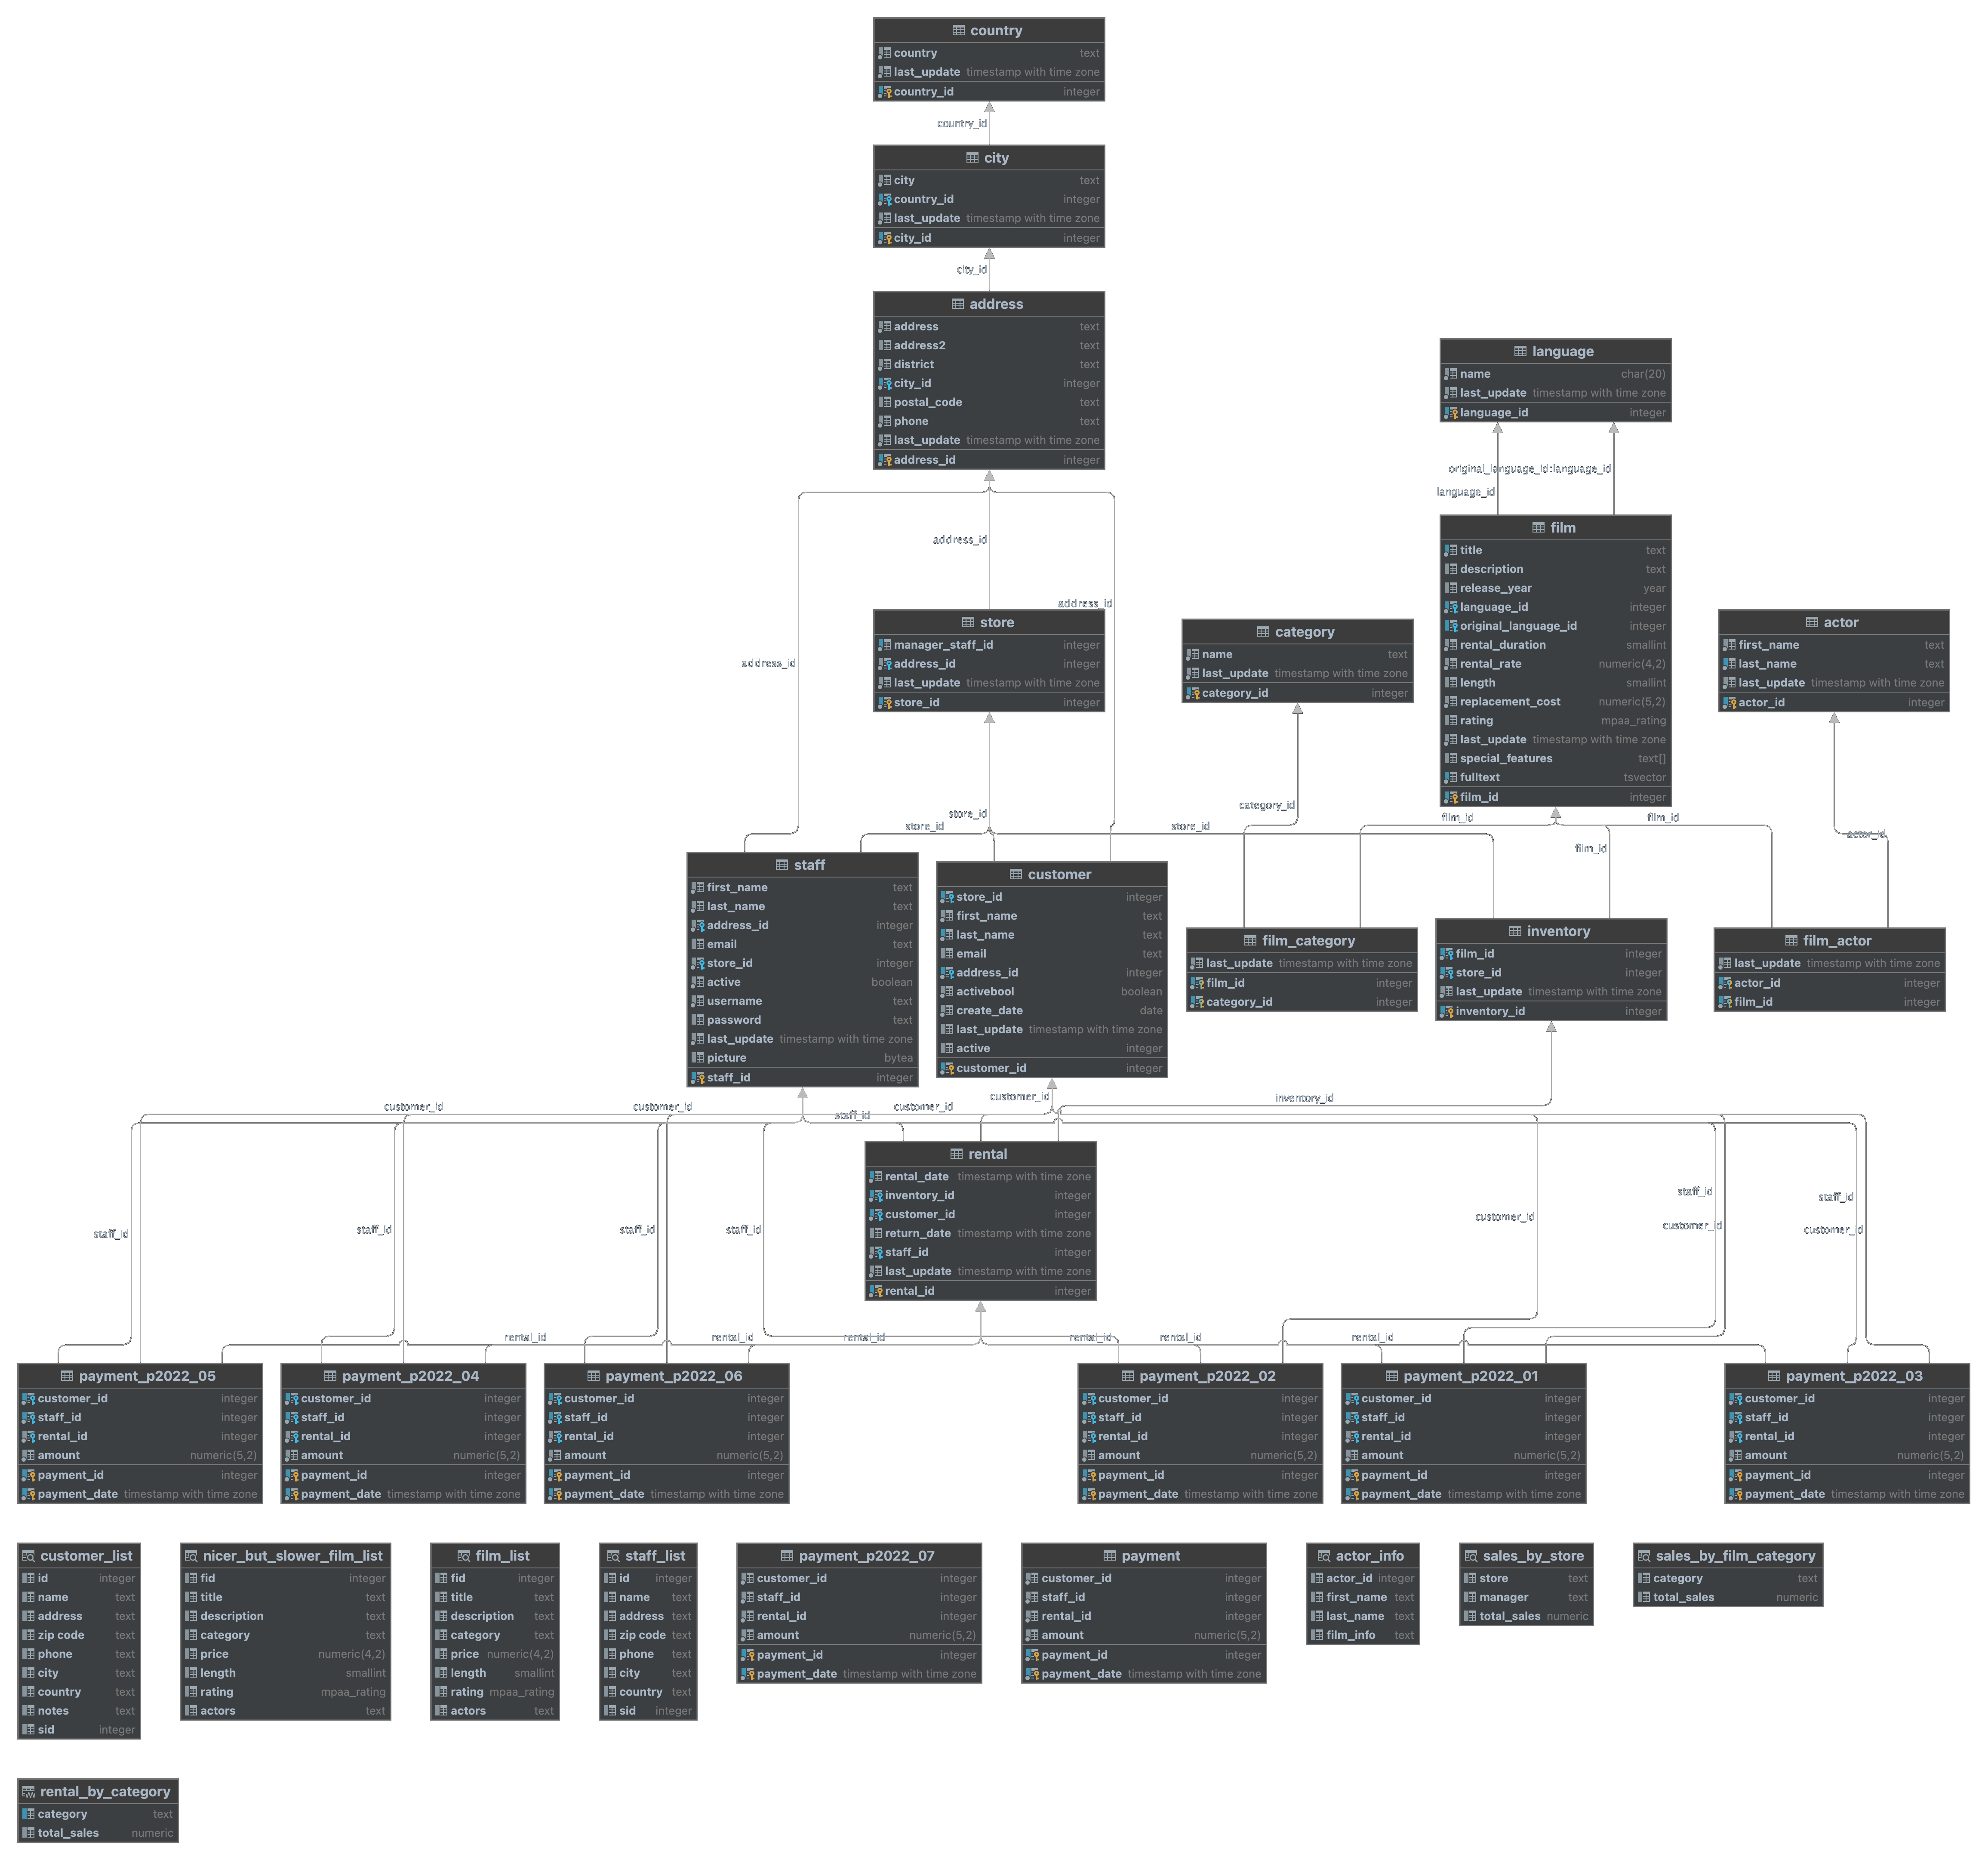 country
country text
last_update timestamp with time zone
country_id integer
country_id
city
city text
country_id integer
last_update timestamp with time zone
city_id integer
city_id
address
address text
address2 text
district text
city_id integer
postal_code text
phone text
last_update timestamp with time zone
address_id integer
language
name char(20)
last_update timestamp with time zone
language_id integer
original_language_id:language_id
language_id
film
title text
description text
release_year year
language_id integer
original_language_id integer
rental_duration smallint
rental_rate numeric(4,2)
length smallint
replacement_cost numeric(5,2)
rating mpaa_rating
last_update timestamp with time zone
special_features text[]
fulltext tsvector
film_id integer
address_id
address_id
address_id
store
manager_staff_id integer
address_id integer
last_update timestamp with time zone
store_id integer
category
name text
last_update timestamp with time zone
category_id integer
actor
first_name text
last_name text
last_update timestamp with time zone
actor_id integer
category_id
store_id
store_id
store_id
film_id
film_id
film_id
actor_id
staff
first_name text
last_name text
address_id integer
email text
store_id integer
active boolean
username text
password text
last_update timestamp with time zone
picture bytea
staff_id integer
customer
store_id integer
first_name text
last_name text
email text
address_id integer
activebool boolean
create_date date
last_update timestamp with time zone
active integer
customer_id integer
film_category
last_update timestamp with time zone
film_id integer
category_id integer
inventory
film_id integer
store_id integer
last_update timestamp with time zone
inventory_id integer
film_actor
last_update timestamp with time zone
actor_id integer
film_id integer
customer_id
inventory_id
customer_id
customer_id
customer_id
staff_id
rental
rental_date timestamp with time zone
inventory_id integer
customer_id integer
return_date timestamp with time zone
staff_id integer
last_update timestamp with time zone
rental_id integer
staff_id
staff_id
staff_id
staff_id
customer_id
staff_id
customer_id
staff_id
customer_id
rental_id
rental_id
rental_id
rental_id
rental_id
rental_id
payment_p2022_05
customer_id integer
staff_id integer
rental_id integer
amount numeric(5,2)
payment_id integer
payment_date timestamp with time zone
payment_p2022_04
customer_id integer
staff_id integer
rental_id integer
amount numeric(5,2)
payment_id integer
payment_date timestamp with time zone
payment_p2022_06
customer_id integer
staff_id integer
rental_id integer
amount numeric(5,2)
payment_id integer
payment_date timestamp with time zone
payment_p2022_02
customer_id integer
staff_id integer
rental_id integer
amount numeric(5,2)
payment_id integer
payment_date timestamp with time zone
payment_p2022_01
customer_id integer
staff_id integer
rental_id integer
amount numeric(5,2)
payment_id integer
payment_date timestamp with time zone
payment_p2022_03
customer_id integer
staff_id integer
rental_id integer
amount numeric(5,2)
payment_id integer
payment_date timestamp with time zone
customer_list
id integer
name text
address text
zip code text
phone text
city text
country text
notes text
sid integer
nicer_but_slower_film_list
fid integer
title text
description text
category text
price numeric(4,2)
length smallint
rating mpaa_rating
actors text
film_list
fid integer
title text
description text
category text
price numeric(4,2)
length smallint
rating mpaa_rating
actors text
staff_list
id integer
name text
address text
zip code text
phone text
city text
country text
sid integer
payment_p2022_07
customer_id integer
staff_id integer
rental_id integer
amount numeric(5,2)
payment_id integer
payment_date timestamp with time zone
payment
customer_id integer
staff_id integer
rental_id integer
amount numeric(5,2)
payment_id integer
payment_date timestamp with time zone
actor_info
actor_id integer
first_name text
last_name text
film_info text
sales_by_store
store text
manager text
total_sales numeric
sales_by_film_category
category text
total_sales numeric
rental_by_category
category text
total_sales numeric